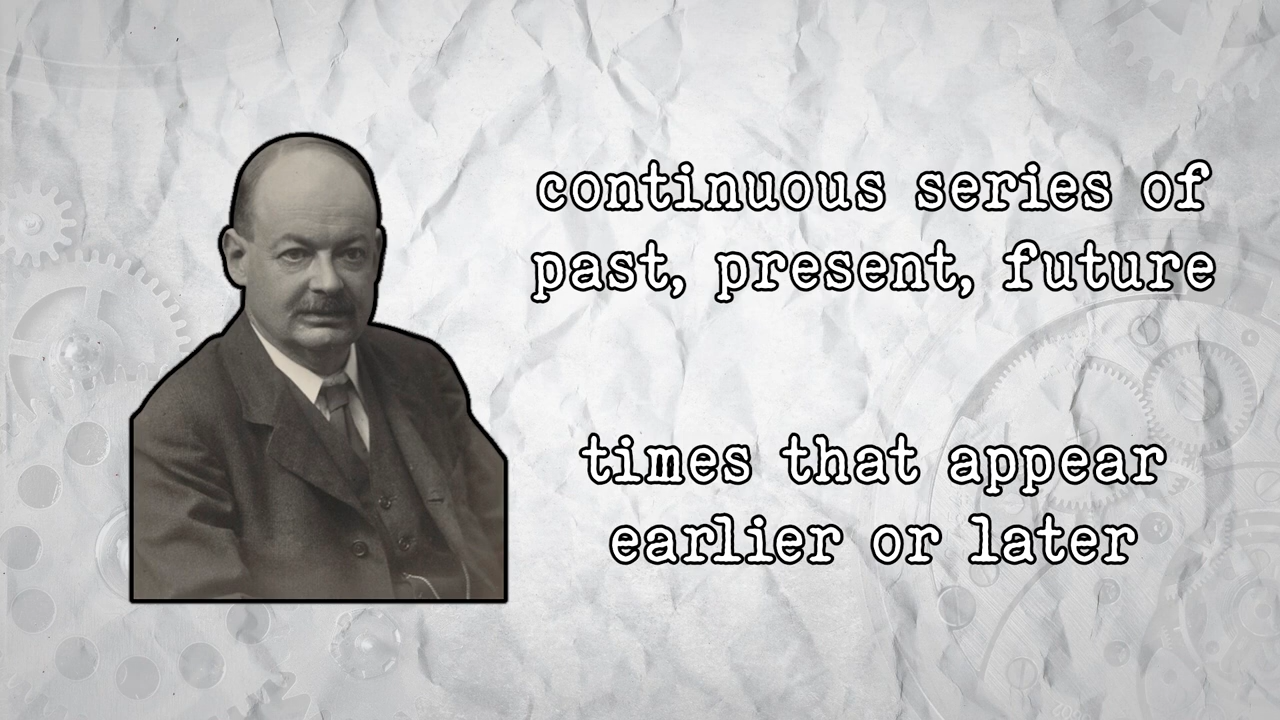 continuous series of
past, present, future
times that appear
earlier or later